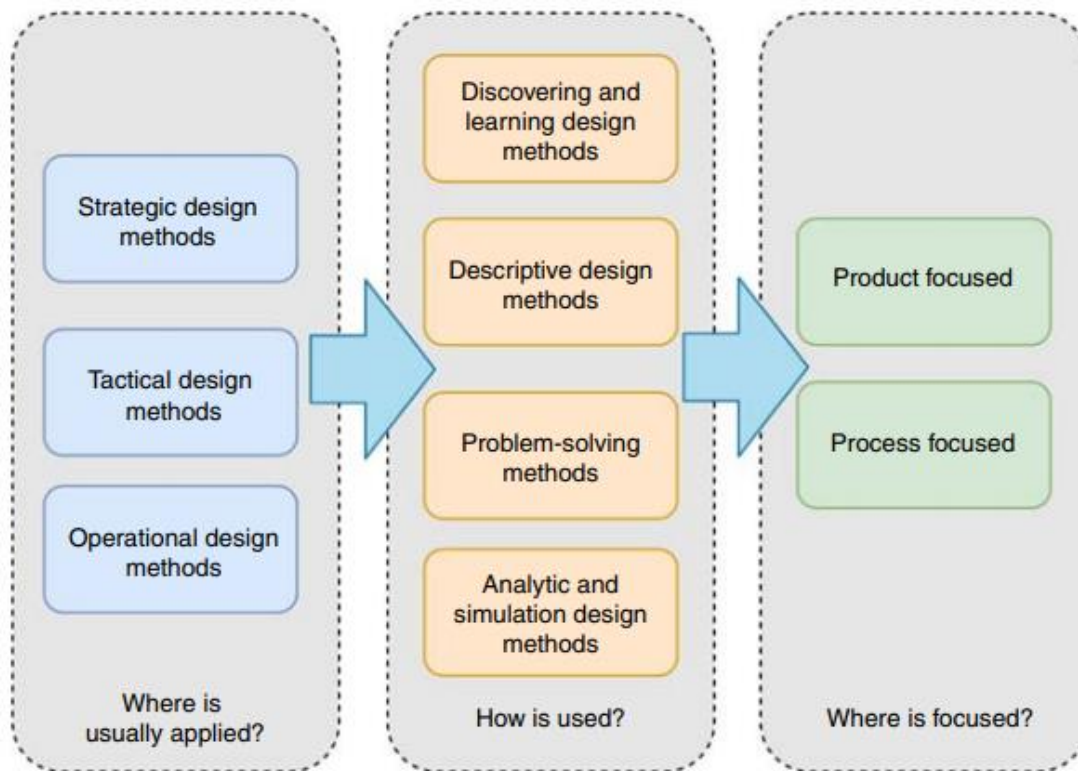 Strategic design
methods
Tactical design
methods
Operational design
methods
Where is
usually applied?
Discovering and
learning design
methods
Descriptive design
methods
Problem-solving
methods
Analytic and
simulation design
methods
How is used?
Product focused
Process focused
Where is focused?